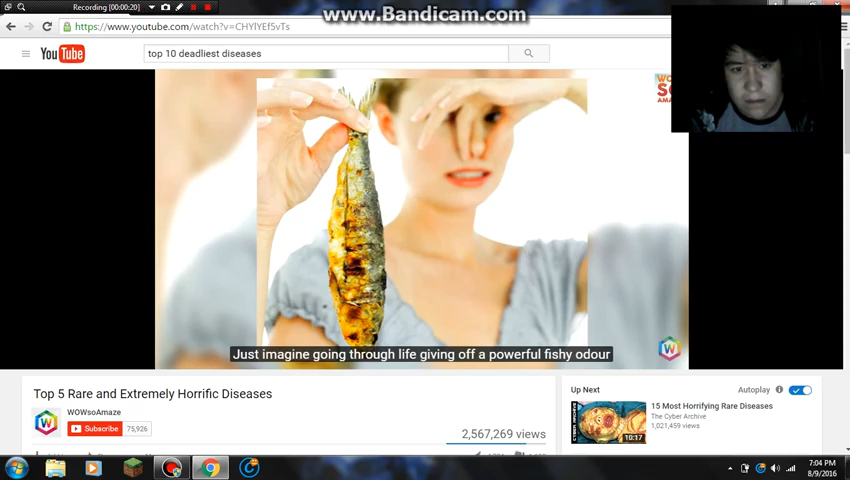 www.Bandicam.com
Recording [00:00:20]
https://www.youtube.com/watch?v=CHYlYEf5vTs
YouTube
top 10 deadliest diseases
Just imagine going through life giving off a powerful fishy odour
Top 5 Rare and Extremely Horrific Diseases
WOWsoAmaze
Subscribe 75,926
2,567,269 views
Up Next
Autoplay
15 Most Horrifying Rare Diseases
The Cyber Archive
1,021,459 views
10:17
7:04 PM
8/9/2016